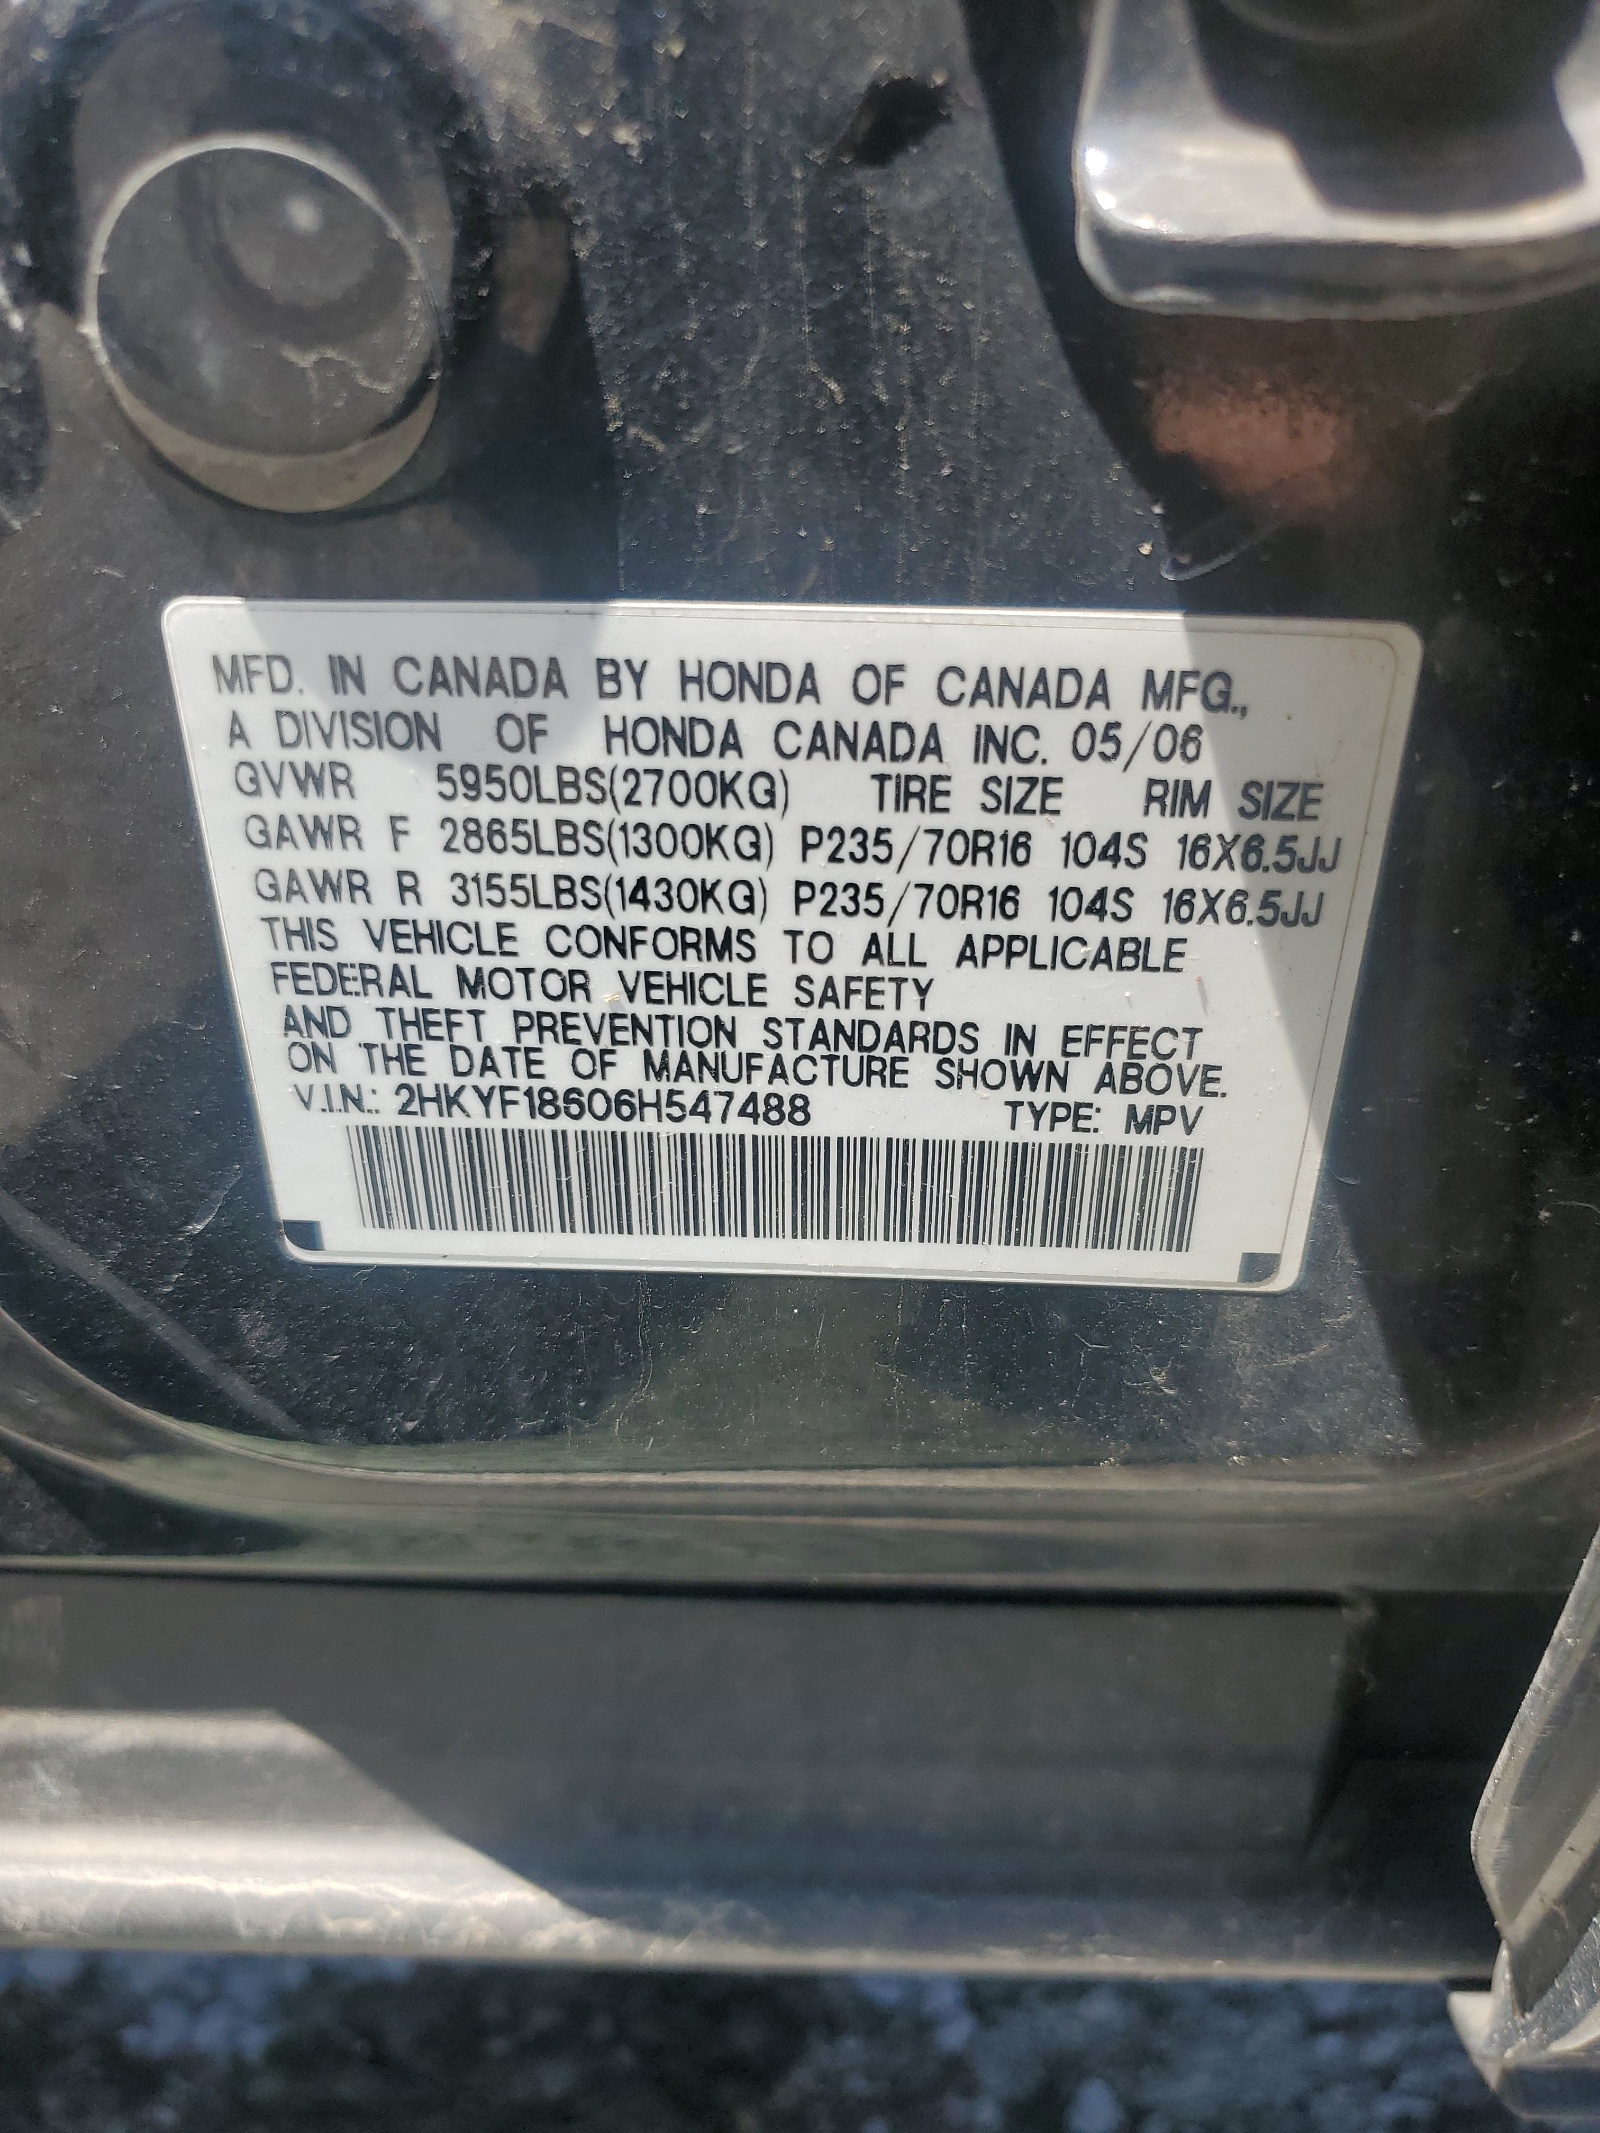 MFD. IN CANADA BY HONDA OF CANADA MFG.,
A DIVISION OF HONDA CANADA INC. 05/06
GVWR 5950LBS(2700KG) TIRE SIZE RIM SIZE
GAWR F 2865LBS(1300KG) P235/70R16 104S 16X6.5JJ
GAWR R 3155LBS(1430KG) P235/70R16 104S 16X6.5JJ
THIS VEHICLE CONFORMS TO ALL APPLICABLE
FEDERAL MOTOR VEHICLE SAFETY
AND THEFT PREVENTION STANDARDS IN EFFECT
ON THE DATE OF MANUFACTURE SHOWN ABOVE.
V.I.N.: 2HKYF18606H547488 TYPE: MPV